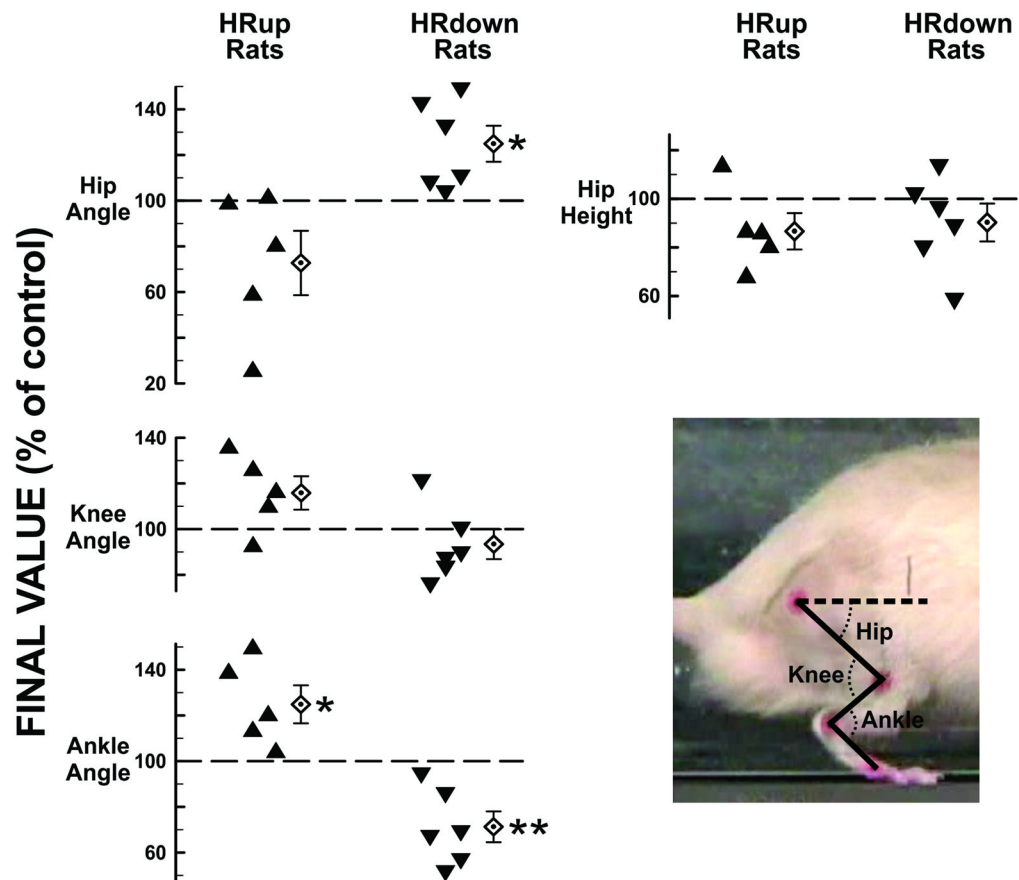 HRup
Rats
HRdown
Rats
HRup
Rats
HRdown
Rats
FINAL VALUE (% of control)
Hip
Angle
140
100
60
20
*
Hip
Height
100
60
Knee
Angle
140
100
Ankle
Angle
140
100
60
*
**
Hip
Knee
Ankle